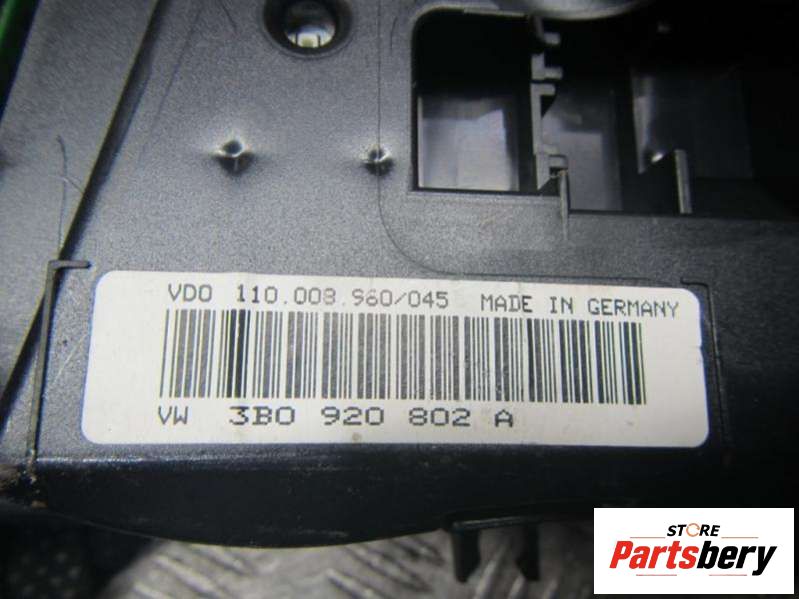 VDO 110.008.960/045 MADE IN GERMANY
VW 3B0 920 802 A
STORE
Partsbery